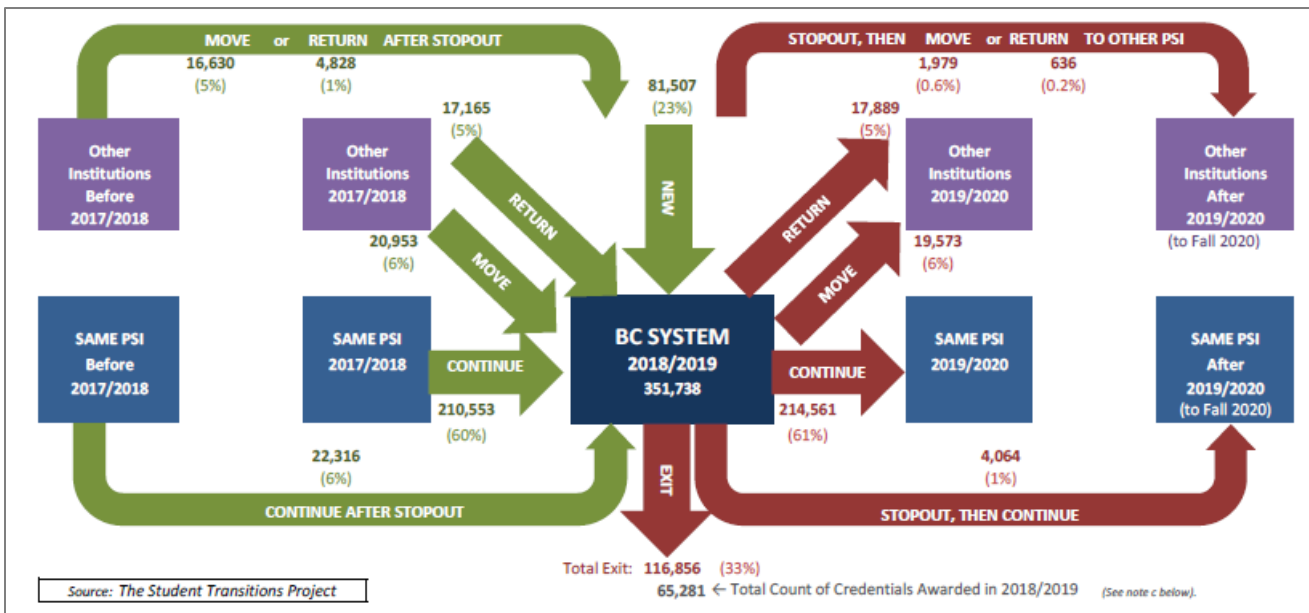 MOVE or RETURN AFTER STOPOUT
16,630 4,828
(5%) (1%)
STOPOUT, THEN MOVE or RETURN TO OTHER PSI
1,979 636
(0.6%) (0.2%)
81,507
(23%)
17,165
(5%)
17,889
(5%)
Other
Institutions
Before
2017/2018
Other
Institutions
2017/2018
RETURN
NEW
RETURN
Other
Institutions
2019/2020
Other
Institutions
After
2019/2020
(to Fall 2020)
20,953
(6%)
MOVE
MOVE
19,573
(6%)
SAME PSI
Before
2017/2018
SAME PSI
2017/2018
CONTINUE
210,553
(60%)
BC SYSTEM
2018/2019
351,738
CONTINUE
214,561
(61%)
SAME PSI
2019/2020
SAME PSI
After
2019/2020
(to Fall 2020)
22,316
(6%)
CONTINUE AFTER STOPOUT
EXIT
4,064
(1%)
STOPOUT, THEN CONTINUE
Total Exit: 116,856 (33%)
65,281 ← Total Count of Credentials Awarded in 2018/2019 (See note c below).
Source: The Student Transitions Project